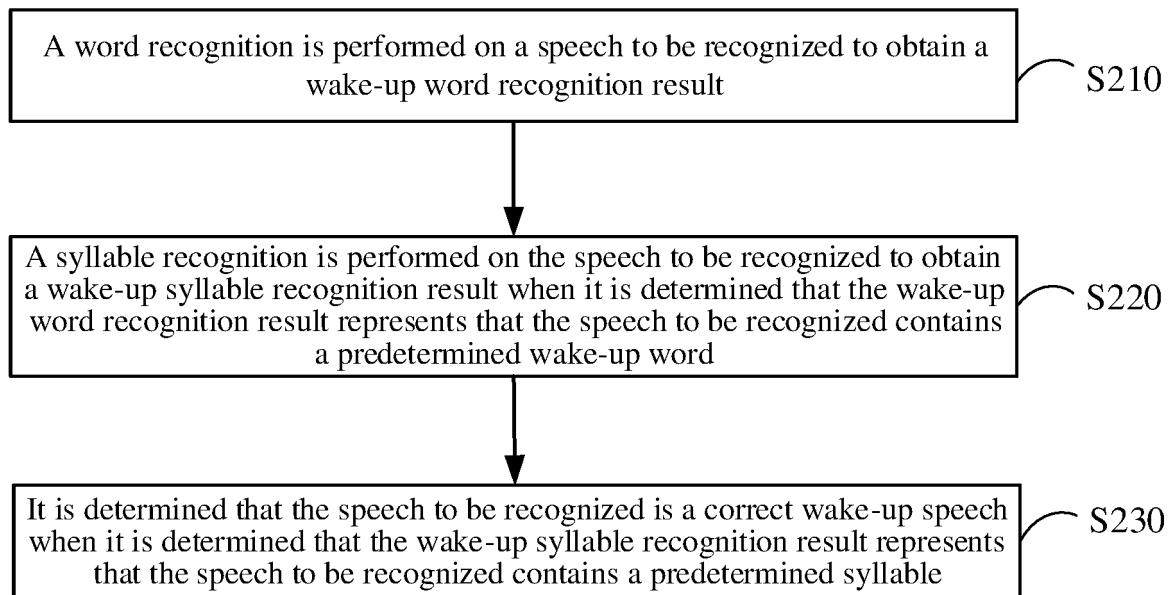 A word recognition is performed on a speech to be recognized to obtain a
wake-up word recognition result
S210
A syllable recognition is performed on the speech to be recognized to obtain
a wake-up syllable recognition result when it is determined that the wake-up
word recognition result represents that the speech to be recognized contains
a predetermined wake-up word
S220
It is determined that the speech to be recognized is a correct wake-up speech
when it is determined that the wake-up syllable recognition result represents
that the speech to be recognized contains a predetermined syllable
S230